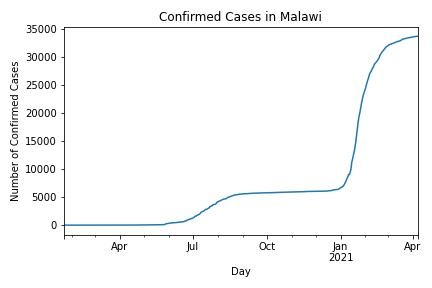 Confirmed Cases in Malawi
Number of Confirmed Cases
35000
30000
25000
20000
15000
10000
5000
0
Apr Jul Oct Jan Apr
2021
Day